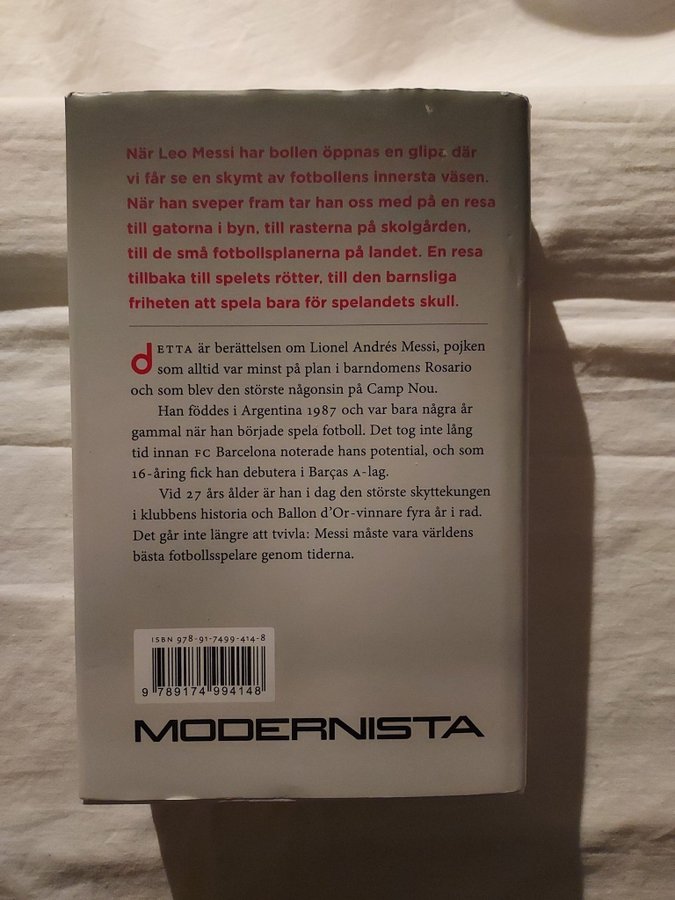 När Leo Messi har bollen öppnas en glipa där
vi får se en skymt av fotbollens innersta väsen.
När han sveper fram tar han oss med på en resa
till gatorna i byn, till rasterna på skolgården,
till de små fotbollsplanerna på landet. En resa
tillbaka till spelets rötter, till den barnsliga
friheten att spela bara för spelandets skull.
DETTA är berättelsen om Lionel Andrés Messi, pojken
som alltid var minst på plan i barndomens Rosario
och som blev den störste någonsin på Camp Nou.
Han föddes i Argentina 1987 och var bara några år
gammal när han började spela fotboll. Det tog inte lång
tid innan FC Barcelona noterade hans potential, och som
16-åring fick han debutera i Barças A-lag.
Vid 27 års ålder är han i dag den störste skyttekungen
i klubbens historia och Ballon d'Or-vinnare fyra år i rad.
Det går inte längre att tvivla: Messi måste vara världens
bästa fotbollsspelare genom tiderna.
ISBN 978-91-7499-414-8
9 789174 994148
MODERNISTA